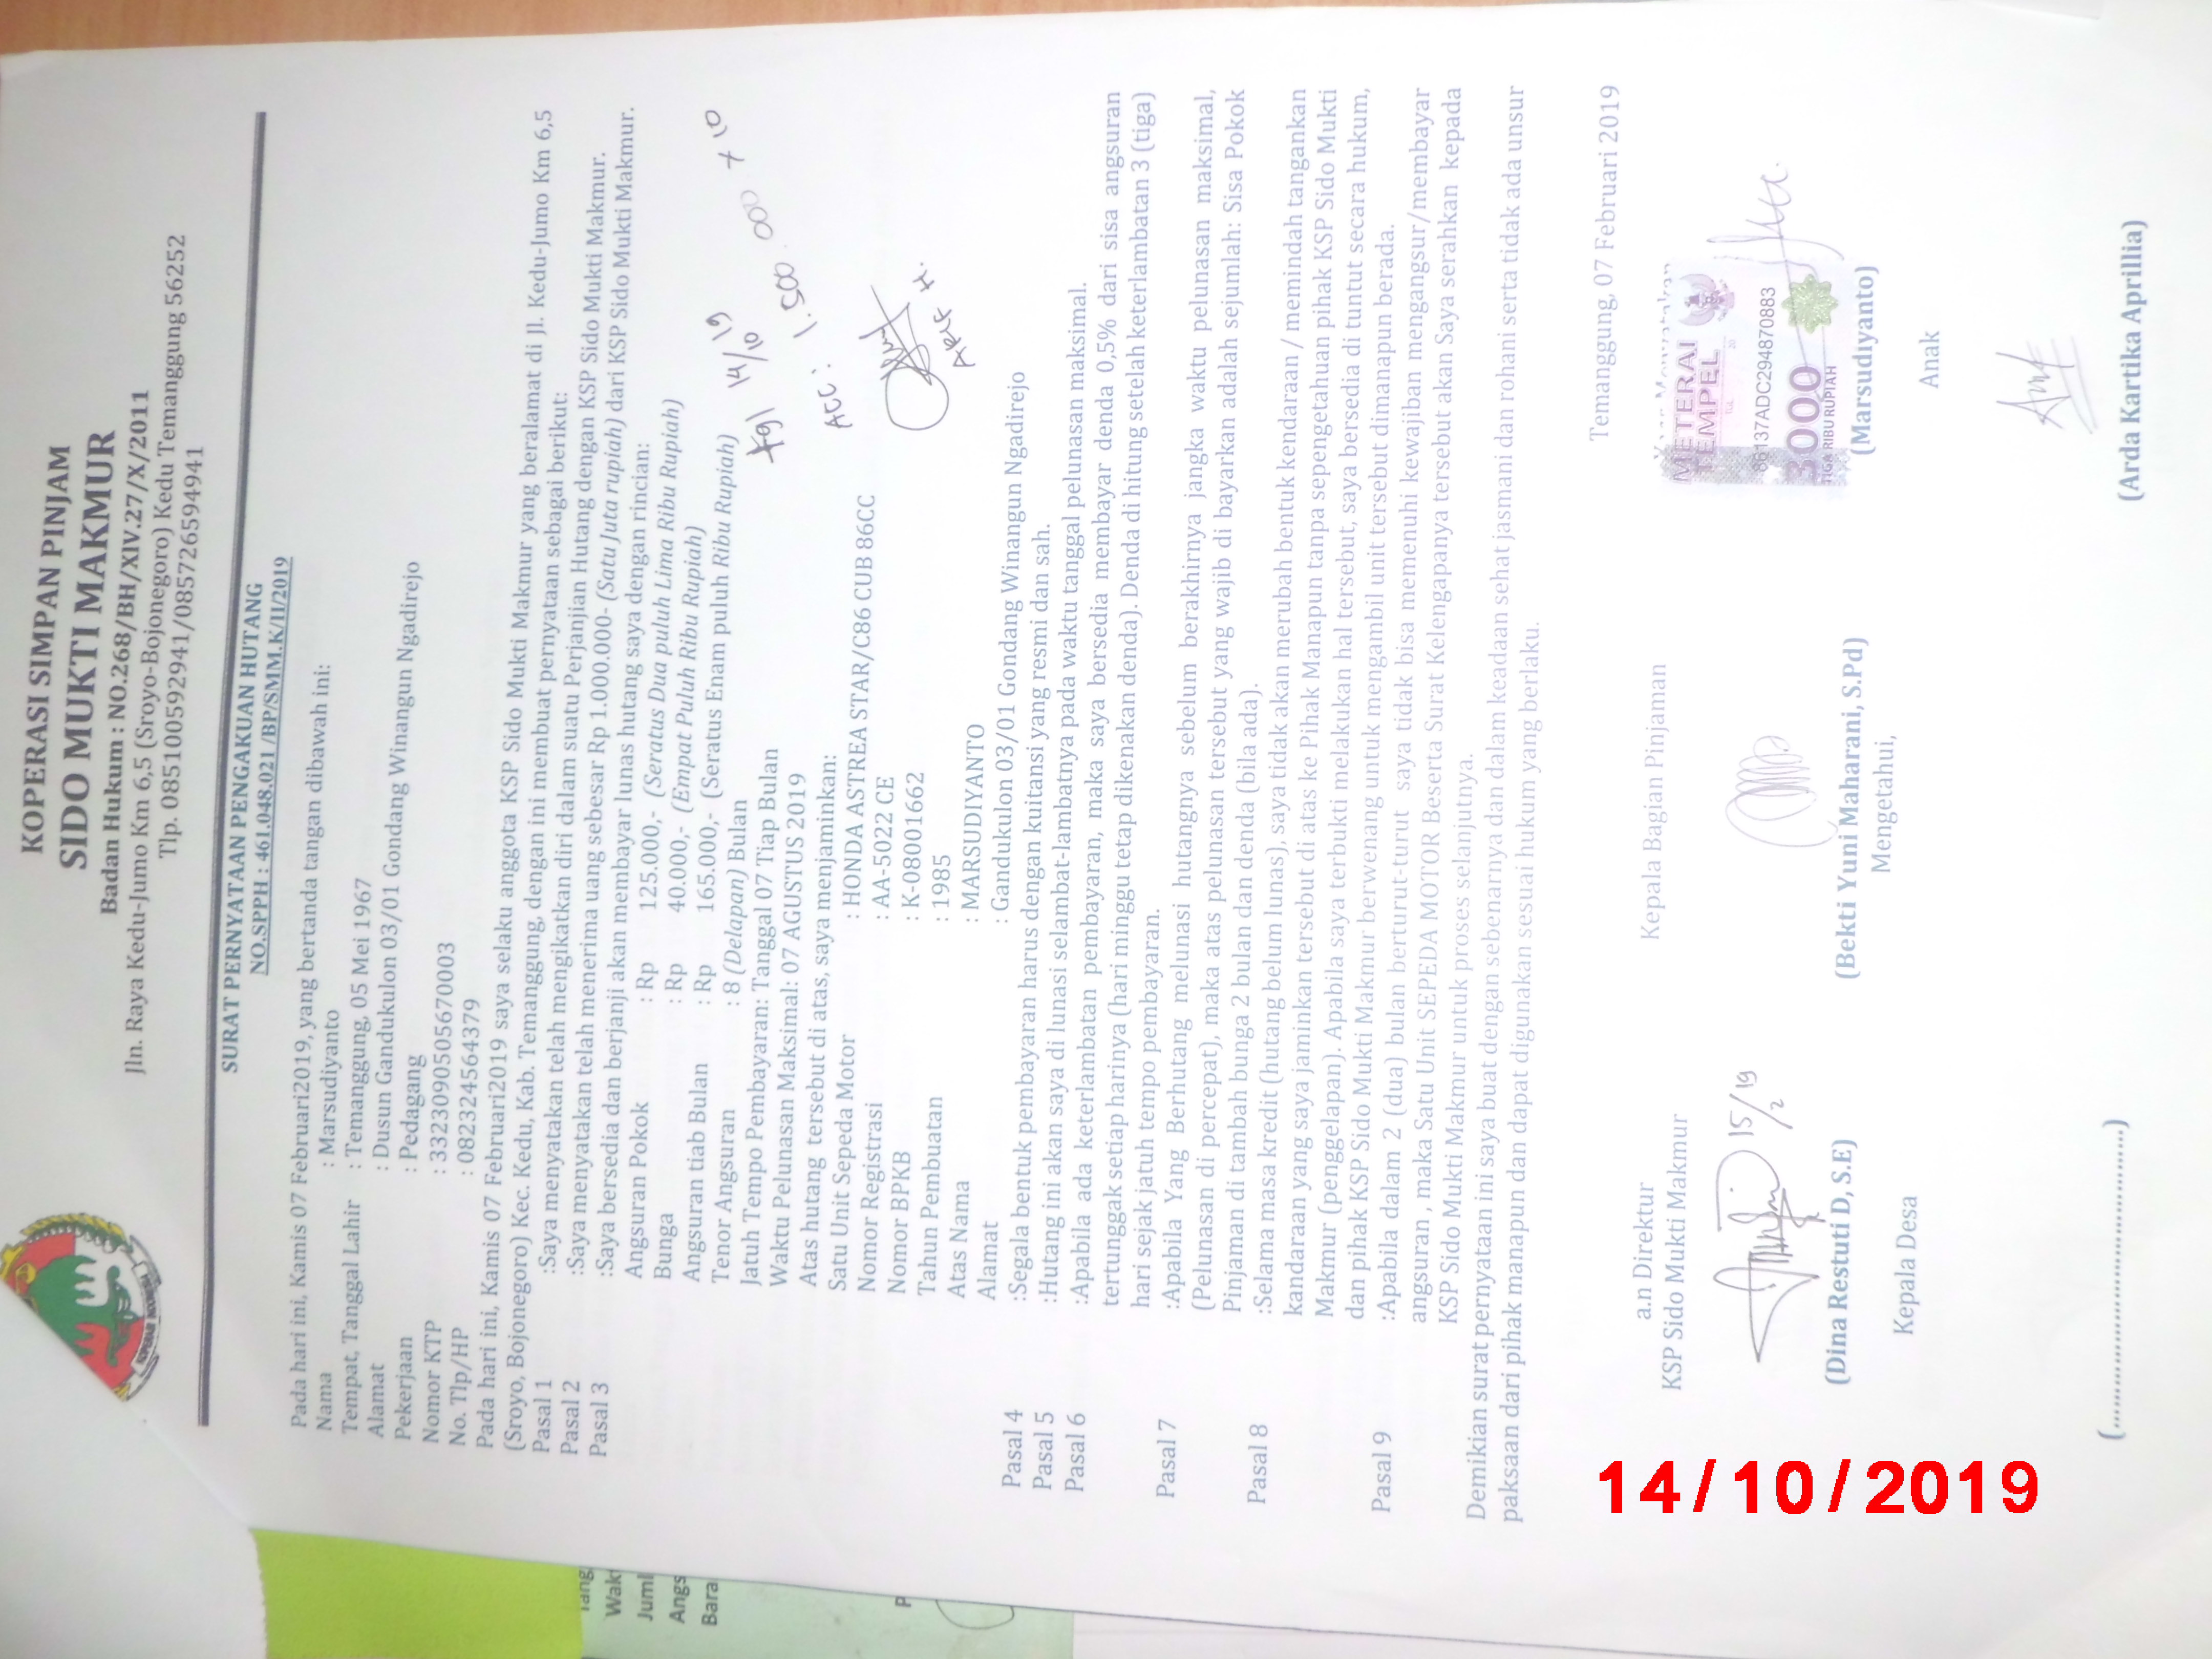 KOPERASI SIMPAN PINJAM
SIDO MUKTI MAKMUR
Badan Hukum : NO.268/BH/XIV.27/X/2011
Jln. Raya Kedu-Jumo Km 6,5 (Sroyo-Bojonegoro) Kedu Temanggung 56252
Tlp. 085100592941/085726594941
SURAT PERNYATAAN PENGAKUAN HUTANG
NO.SPPH : 461.048.021/BP/SMM.K/II/2019
Pada hari ini, Kamis 07 Februari2019, yang bertanda tangan dibawah ini:
Nama : Marsudiyanto
Tempat, Tanggal Lahir : Temanggung, 05 Mei 1967
Alamat : Dusun Gandukulon 03/01 Gondang Winangun Ngadirejo
Pekerjaan : Pedagang
Nomor KTP : 3323090505670003
No. Tlp/HP : 082324564379
Pada hari ini, Kamis 07 Februari2019 saya selaku anggota KSP Sido Mukti Makmur yang beralamat di Jl. Kedu-Jumo Km 6,5
(Sroyo, Bojonegoro) Kec. Kedu, Kab. Temanggung, dengan ini membuat pernyataan sebagai berikut:
Pasal 1 :Saya menyatakan telah mengikatkan diri dalam suatu Perjanjian Hutang dengan KSP Sido Mukti Makmur.
Pasal 2 :Saya menyatakan telah menerima uang sebesar Rp 1.000.000- (Satu Juta rupiah) dari KSP Sido Mukti Makmur.
Pasal 3 :Saya bersedia dan berjanji akan membayar lunas hutang saya dengan rincian:
Angsuran Pokok : Rp 125.000,- (Seratus Dua puluh Lima Ribu Rupiah)
Bunga : Rp 40.000,- (Empat Puluh Ribu Rupiah)
Angsuran tiab Bulan : Rp 165.000,- (Seratus Enam puluh Ribu Rupiah)
Tenor Angsuran : 8 (Delapan) Bulan
Jatuh Tempo Pembayaran: Tanggal 07 Tiap Bulan
Waktu Pelunasan Maksimal: 07 AGUSTUS 2019
Atas hutang tersebut di atas, saya menjaminkan:
Satu Unit Sepeda Motor : HONDA ASTREA STAR/C86 CUB 86CC
Nomor Registrasi : AA-5022 CE
Nomor BPKB : K-08001662
Tahun Pembuatan : 1985
Atas Nama : MARSUDIYANTO
Alamat : Gandukulon 03/01 Gondang Winangun Ngadirejo
tgl 14/10 19
ACC : 1.500.000 + 10
ARIF H.
Pasal 4 :Segala bentuk pembayaran harus dengan kuitansi yang resmi dan sah.
Pasal 5 :Hutang ini akan saya di lunasi selambat-lambatnya pada waktu tanggal pelunasan maksimal.
Pasal 6 :Apabila ada keterlambatan pembayaran, maka saya bersedia membayar denda 0,5% dari sisa angsuran
tertunggak setiap harinya (hari minggu tetap dikenakan denda). Denda di hitung setelah keterlambatan 3 (tiga)
hari sejak jatuh tempo pembayaran.
Pasal 7 :Apabila Yang Berhutang melunasi hutangnya sebelum berakhirnya jangka waktu pelunasan maksimal,
(Pelunasan di percepat), maka atas pelunasan tersebut yang wajib di bayarkan adalah sejumlah: Sisa Pokok
Pinjaman di tambah bunga 2 bulan dan denda (bila ada).
Pasal 8 :Selama masa kredit (hutang belum lunas), saya tidak akan merubah bentuk kendaraan / memindah tangankan
kandaraan yang saya jaminkan tersebut di atas ke Pihak Manapun tanpa sepengetahuan pihak KSP Sido Mukti
Makmur (penggelapan). Apabila saya terbukti melakukan hal tersebut, saya bersedia di tuntut secara hukum,
dan pihak KSP Sido Mukti Makmur berwenang untuk mengambil unit tersebut dimanapun berada.
Pasal 9 :Apabila dalam 2 (dua) bulan berturut-turut saya tidak bisa memenuhi kewajiban mengangsur/membayar
angsuran , maka Satu Unit SEPEDA MOTOR Beserta Surat Kelengapanya tersebut akan Saya serahkan kepada
KSP Sido Mukti Makmur untuk proses selanjutnya.
Demikian surat pernyataan ini saya buat dengan sebenarnya dan dalam keadaan sehat jasmani dan rohani serta tidak ada unsur
paksaan dari pihak manapun dan dapat digunakan sesuai hukum yang berlaku.
Temanggung, 07 Februari 2019
a.n Direktur
KSP Sido Mukti Makmur
Kepala Bagian Pinjaman
METERAI
TEMPEL
86137ADC294870883
3000
TIGA RIBU RUPIAH
15/2 19
(Dina Restuti D, S.E)
(Bekti Yuni Maharani, S.Pd)
(Marsudiyanto)
Mengetahui,
Kepala Desa
Anak
(..............................)
(Arda Kartika Aprillia)
Wak
Juml
Angs
Bara
14/10/2019